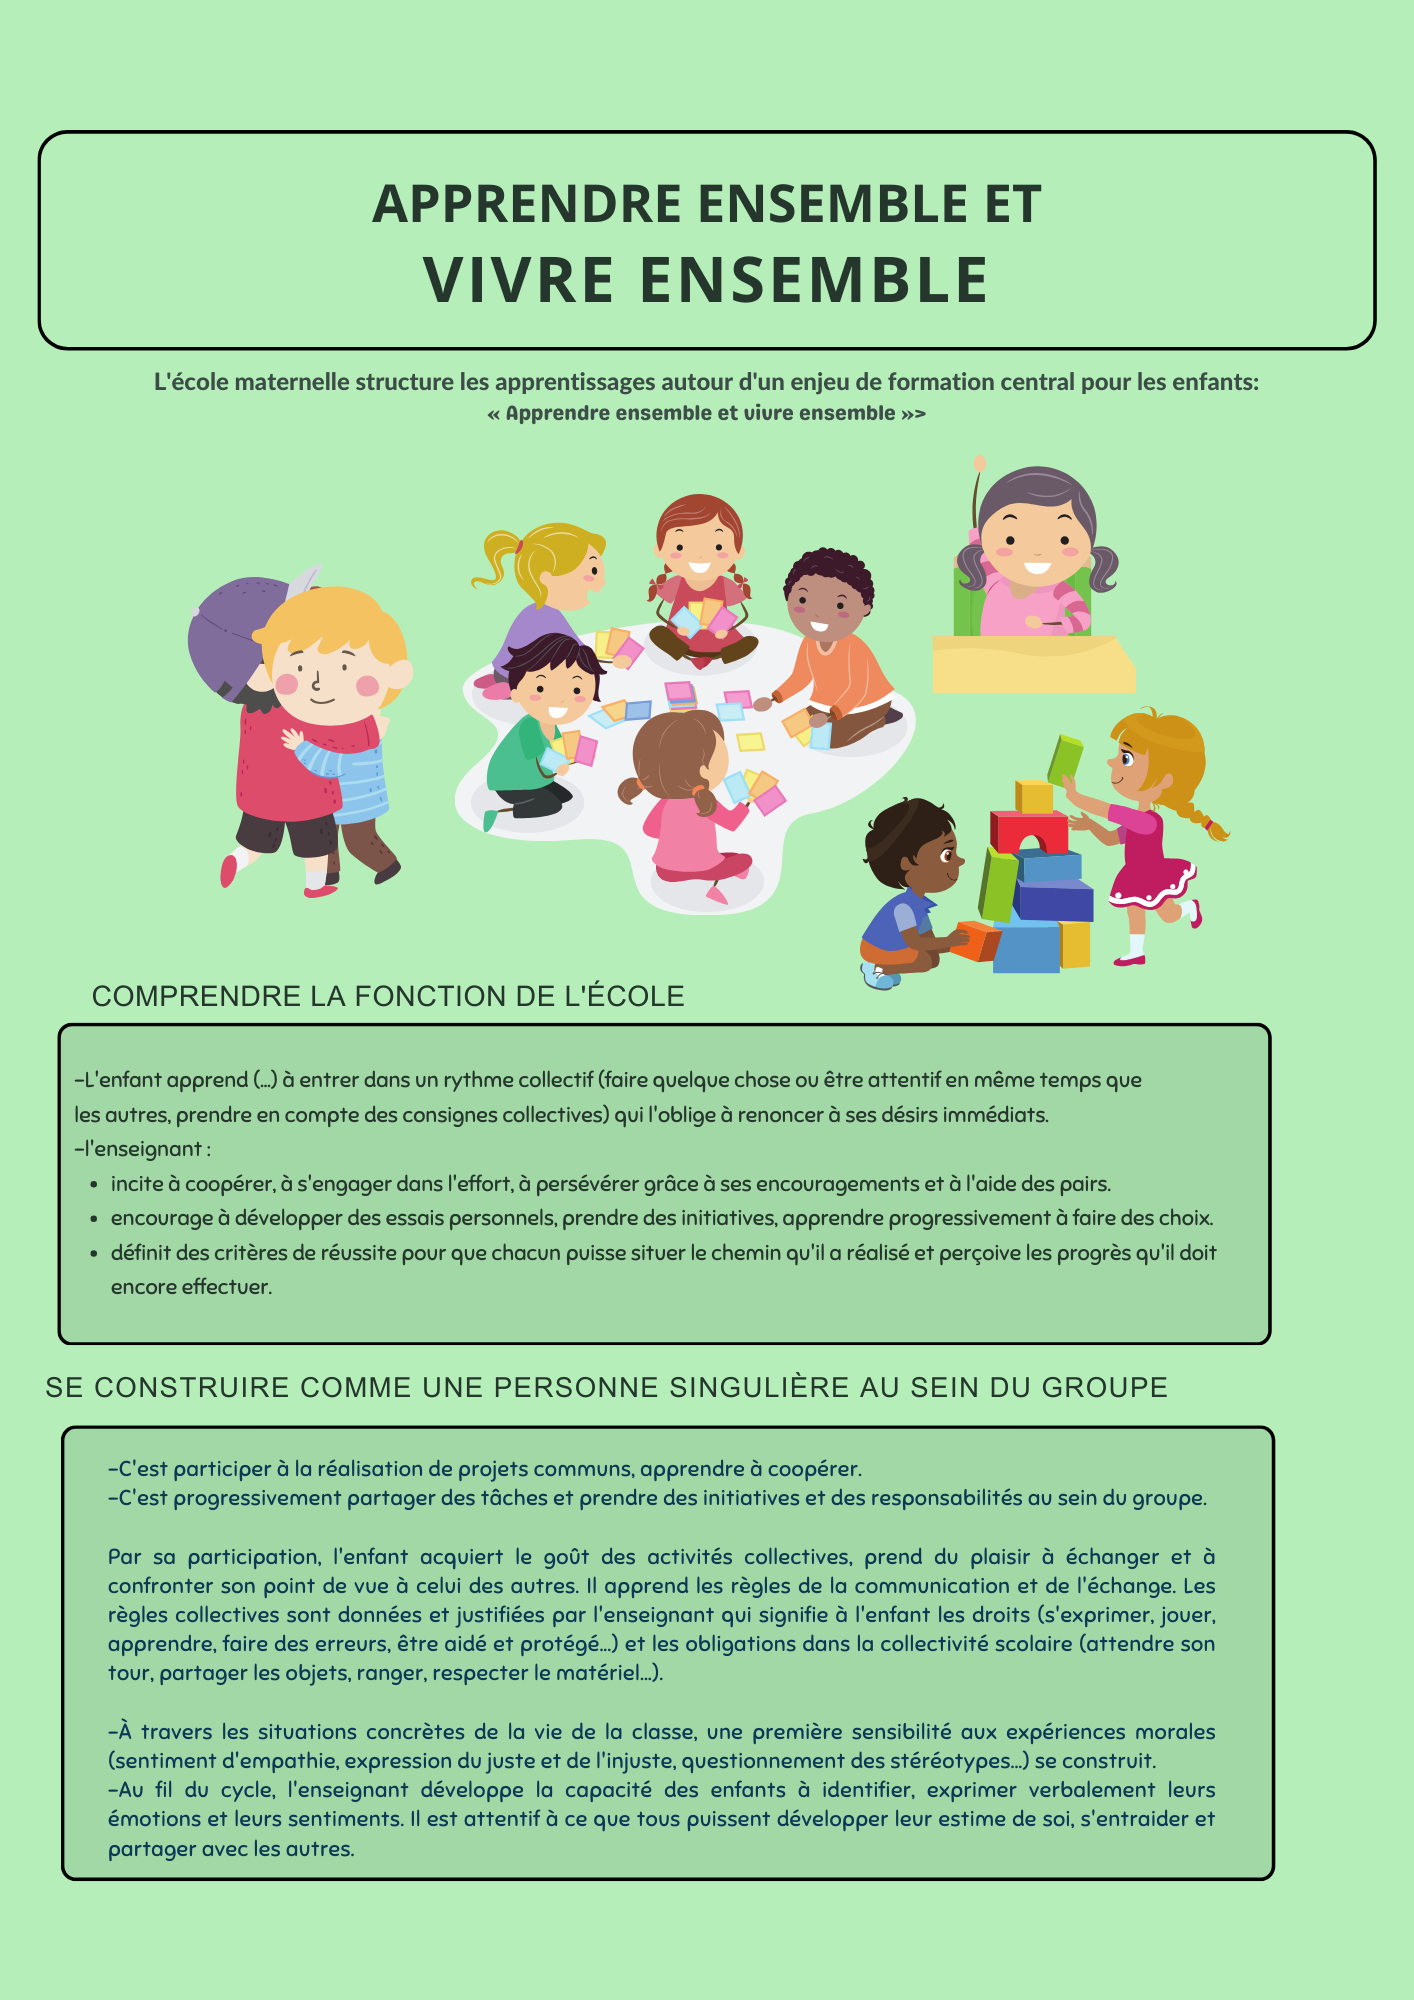 APPRENDRE ENSEMBLE ET
VIVRE ENSEMBLE
L'école maternelle structure les apprentissages autour d'un enjeu de formation central pour les enfants:
« Apprendre ensemble et vivre ensemble »>
COMPRENDRE LA FONCTION DE L'ÉCOLE
-L'enfant apprend (...) à entrer dans un rythme collectif (faire quelque chose ou être attentif en même temps que
les autres, prendre en compte des consignes collectives) qui l'oblige à renoncer à ses désirs immédiats.
-l'enseignant :
• incite à coopérer, à s'engager dans l'effort, à persévérer grâce à ses encouragements et à l'aide des pairs.
• encourage à développer des essais personnels, prendre des initiatives, apprendre progressivement à faire des choix.
• définit des critères de réussite pour que chacun puisse situer le chemin qu'il a réalisé et perçoive les progrès qu'il doit
encore effectuer.
SE CONSTRUIRE COMME UNE PERSONNE SINGULIÈRE AU SEIN DU GROUPE
-C'est participer à la réalisation de projets communs, apprendre à coopérer.
-C'est progressivement partager des tâches et prendre des initiatives et des responsabilités au sein du groupe.
Par sa participation, l'enfant acquiert le goût des activités collectives, prend du plaisir à échanger et à
confronter son point de vue à celui des autres. Il apprend les règles de la communication et de l'échange. Les
règles collectives sont données et justifiées par l'enseignant qui signifie à l'enfant les droits (s'exprimer, jouer,
apprendre, faire des erreurs, être aidé et protégé...) et les obligations dans la collectivité scolaire (attendre son
tour, partager les objets, ranger, respecter le matériel...).
-À travers les situations concrètes de la vie de la classe, une première sensibilité aux expériences morales
(sentiment d'empathie, expression du juste et de l'injuste, questionnement des stéréotypes...) se construit.
-Au fil du cycle, l'enseignant développe la capacité des enfants à identifier, exprimer verbalement leurs
émotions et leurs sentiments. Il est attentif à ce que tous puissent développer leur estime de soi, s'entraider et
partager avec les autres.